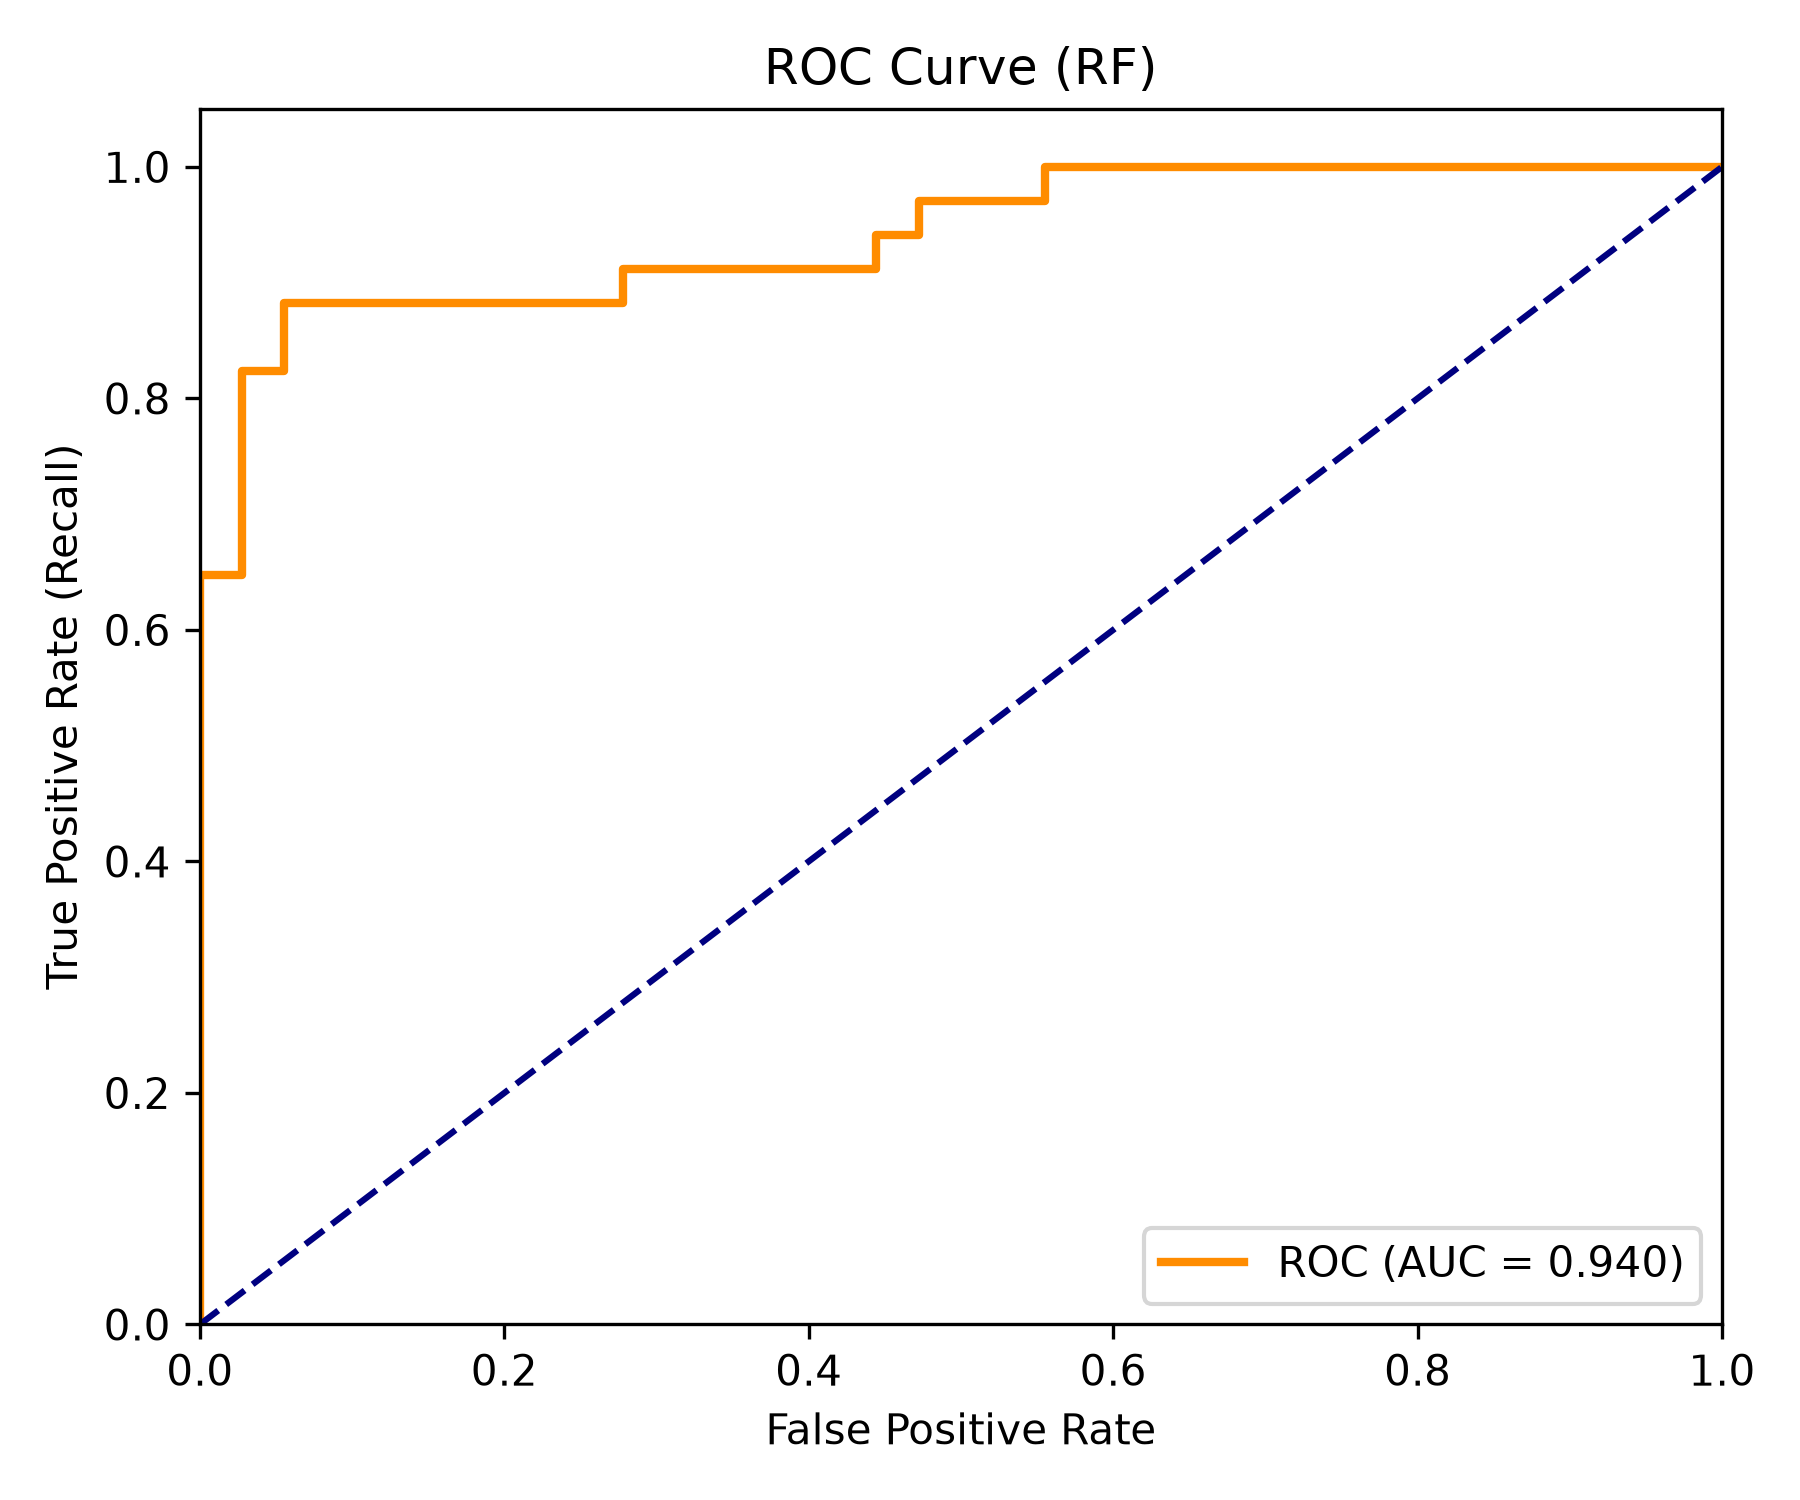 ROC Curve (RF)
True Positive Rate (Recall)
1.0
0.8
0.6
0.4
0.2
0.0
0.0 0.2 0.4 0.6 0.8 1.0
False Positive Rate
ROC (AUC = 0.940)